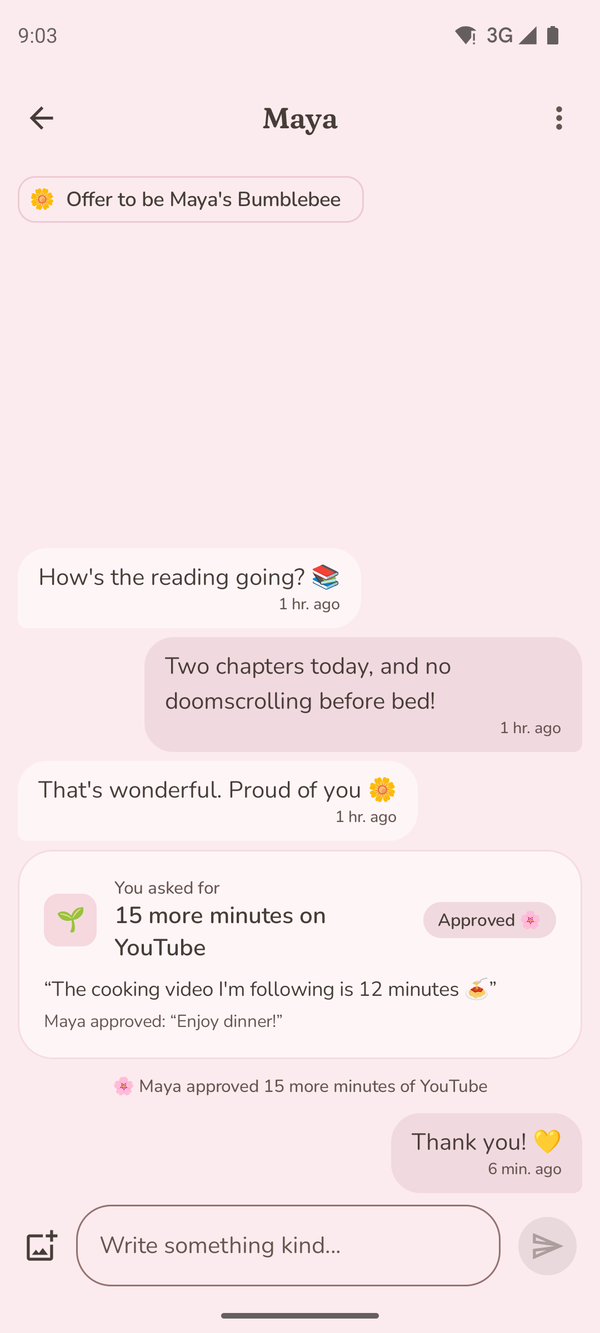 9:03
3G
Maya
🌼 Offer to be Maya's Bumblebee
How's the reading going? 📚
1 hr. ago
Two chapters today, and no
doomscrolling before bed!
1 hr. ago
That's wonderful. Proud of you 🌼
1 hr. ago
You asked for
15 more minutes on
YouTube
Approved 🌸
“The cooking video I'm following is 12 minutes 🍝”
Maya approved: “Enjoy dinner!”
🌸 Maya approved 15 more minutes of YouTube
Thank you! 💛
6 min. ago
Write something kind...